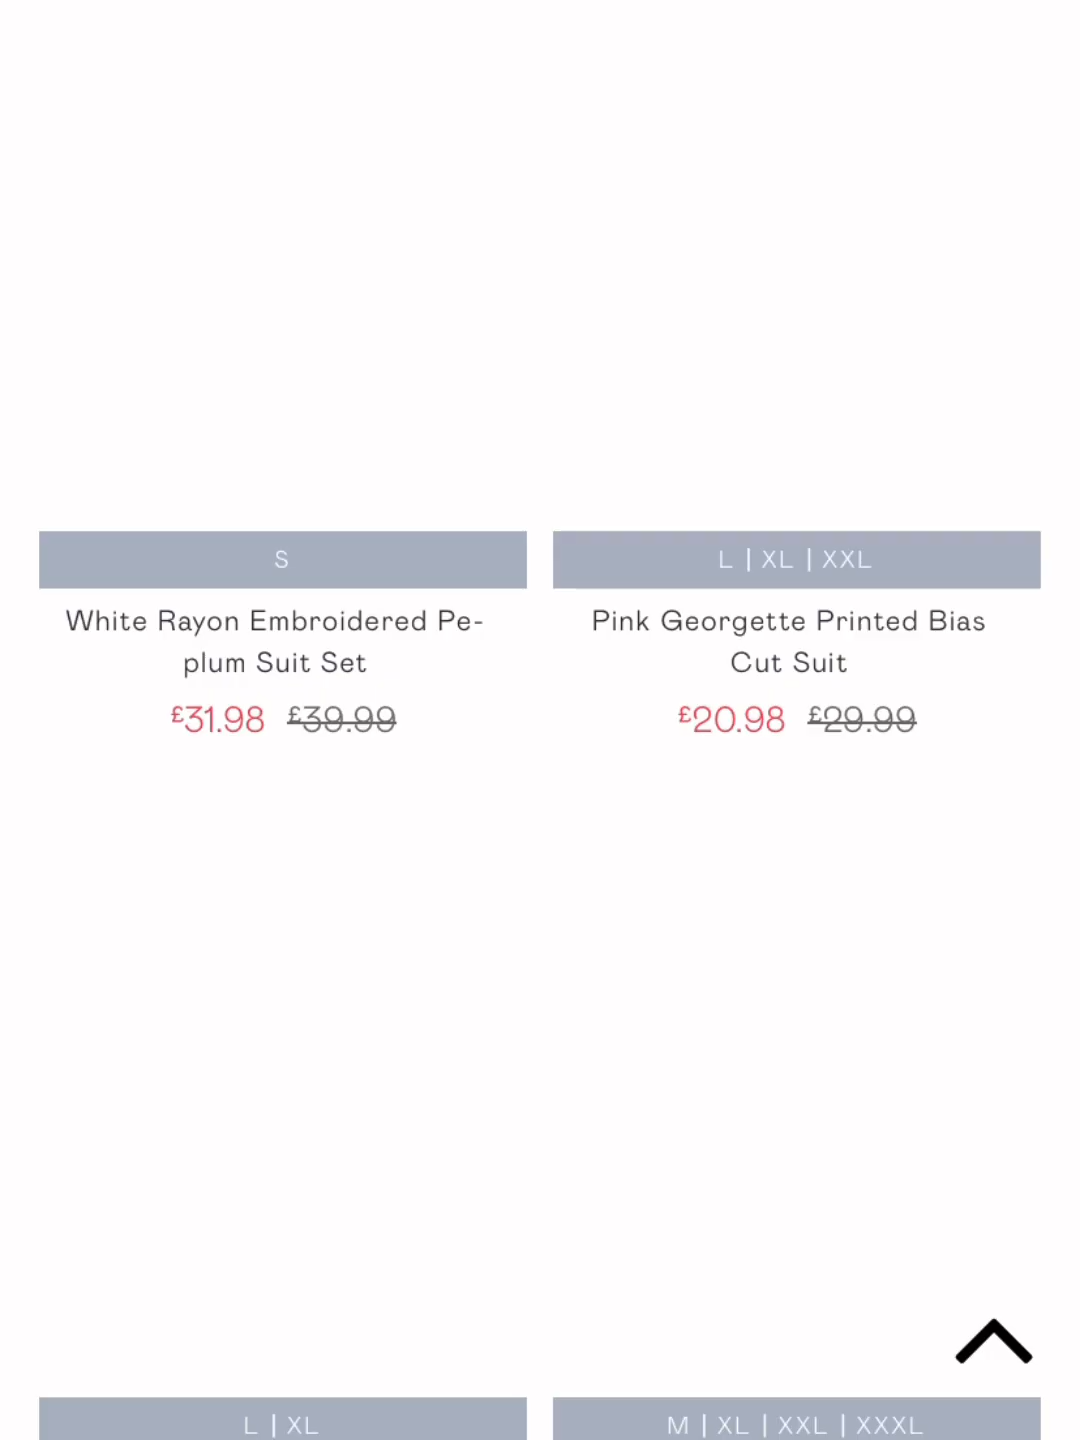 S
White Rayon Embroidered Pe-
plum Suit Set
£31.98 £39.99
L | XL | XXL
Pink Georgette Printed Bias
Cut Suit
£20.98 £29.99
L | XL
M | XL | XXL | XXXL